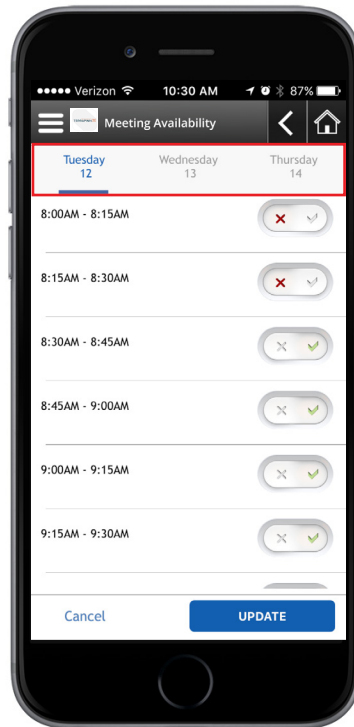 Verizon 10:30 AM 87%
Meeting Availability
Tuesday Wednesday Thursday
12 13 14
8:00AM - 8:15AM
8:15AM - 8:30AM
8:30AM - 8:45AM
8:45AM - 9:00AM
9:00AM - 9:15AM
9:15AM - 9:30AM
Cancel UPDATE